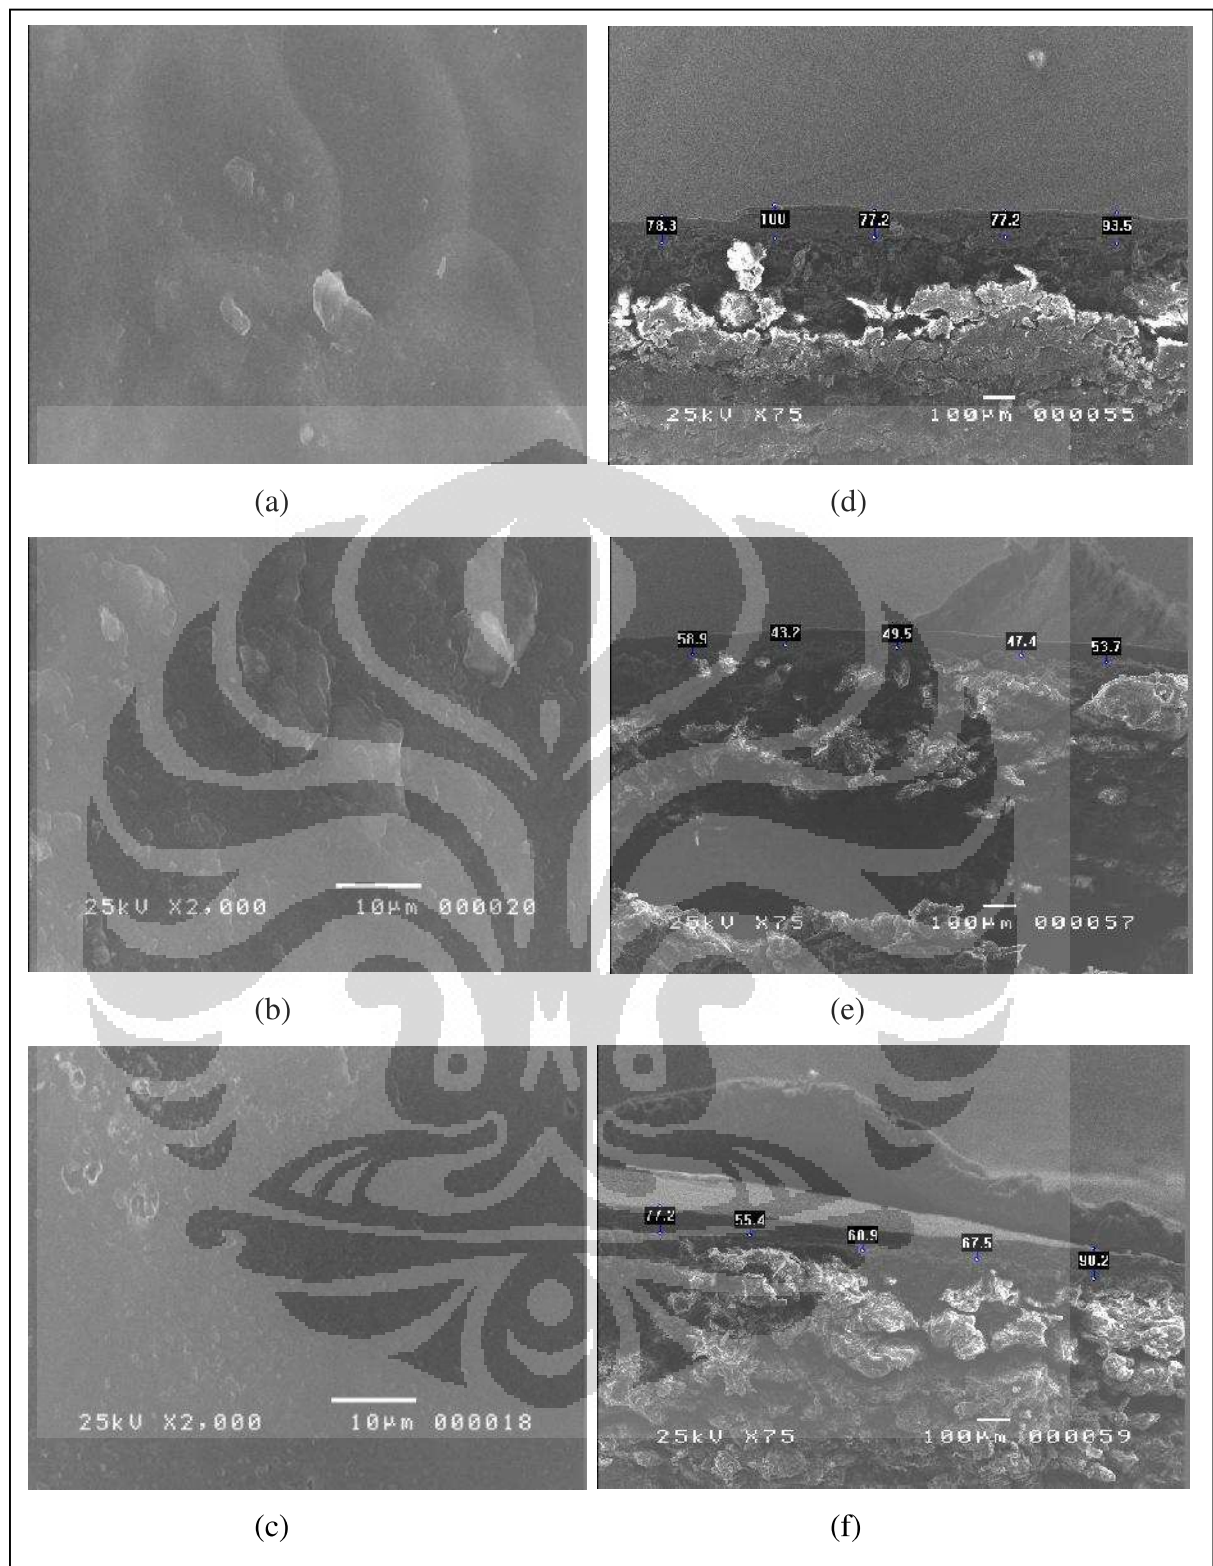 78.3 100 77.2 77.2 93.5
25kV X75 100µm 000055
(a) (d)
58.9 43.2 49.5 47.4 53.7
25kV X2,000 10µm 000020
25kV X75 100µm 000057
(b) (e)
77.2 55.4 60.9 67.5 90.2
25kV X2,000 10µm 000018
25kV X75 100µm 000059
(c) (f)